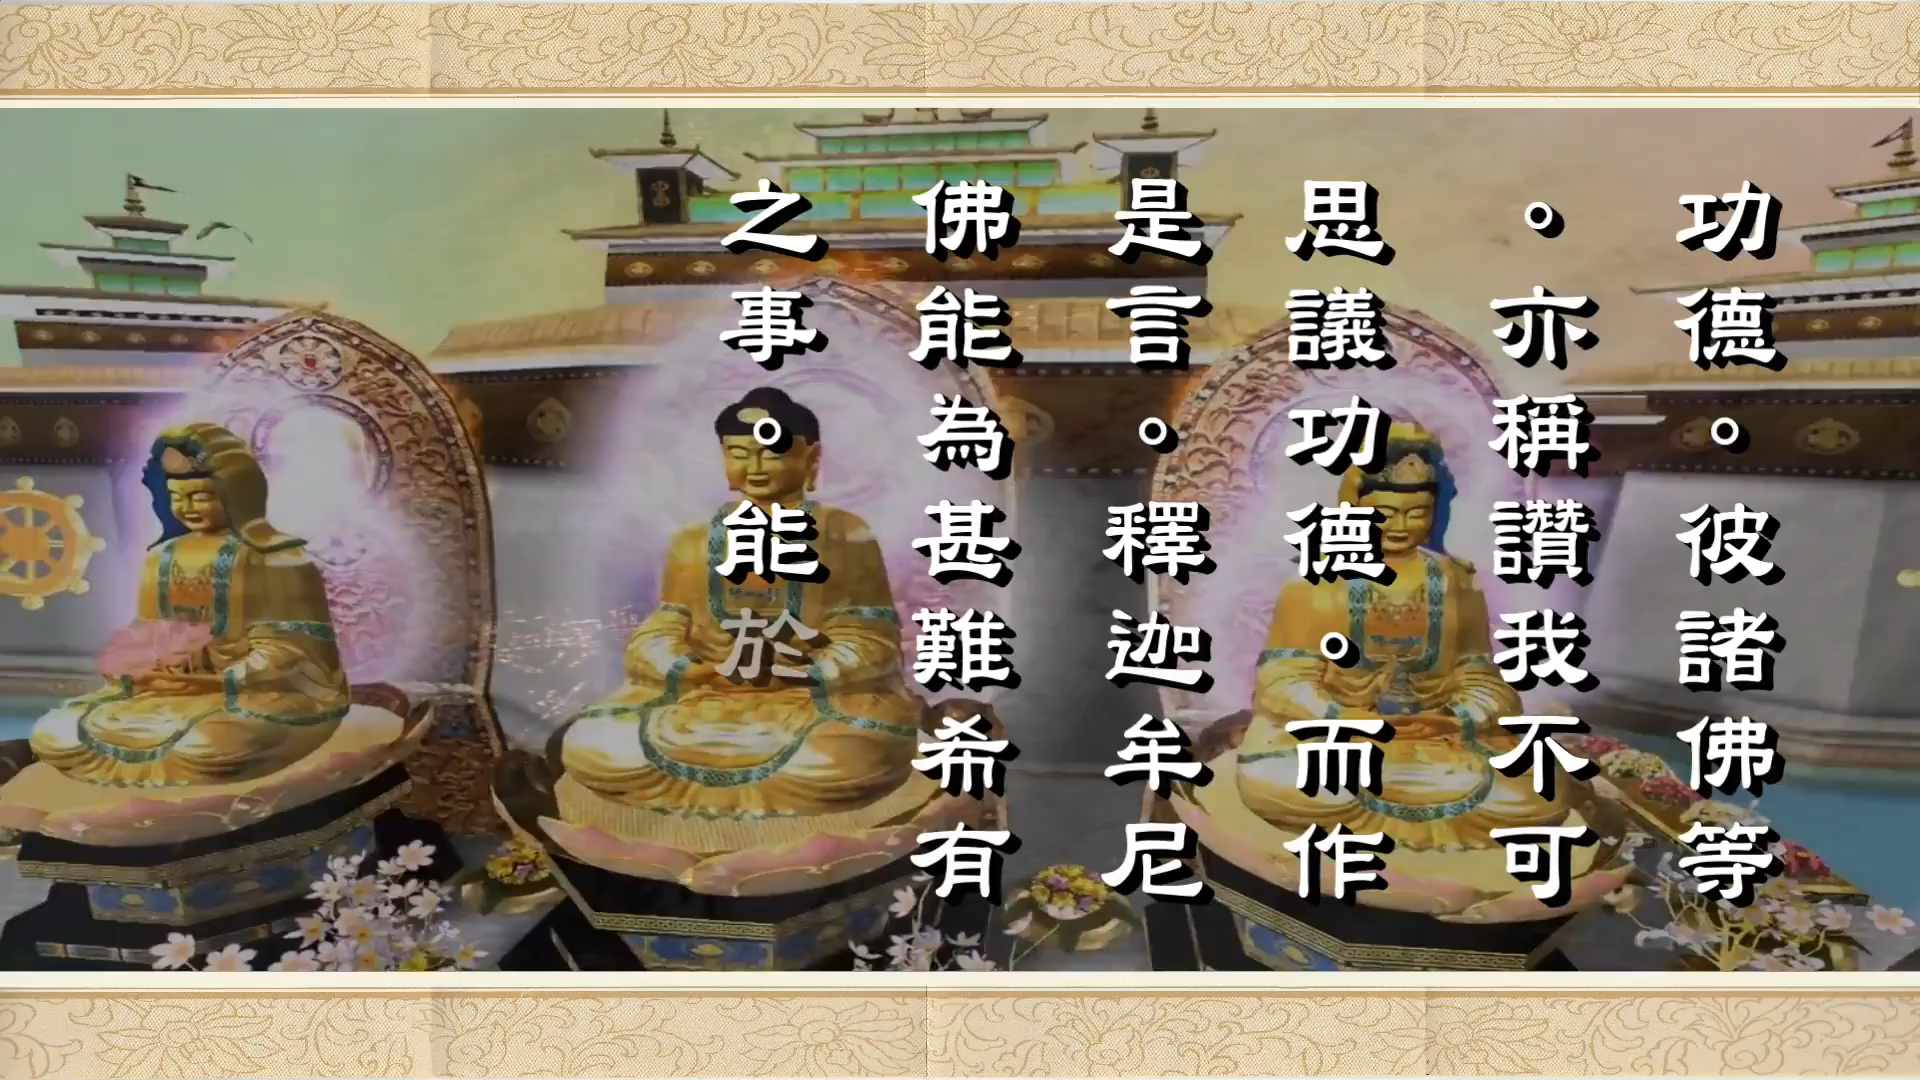 功德。彼諸佛等
。亦稱讚我不可
思議功德。而作
是言。釋迦牟尼
佛能為甚難希有
之事。能於